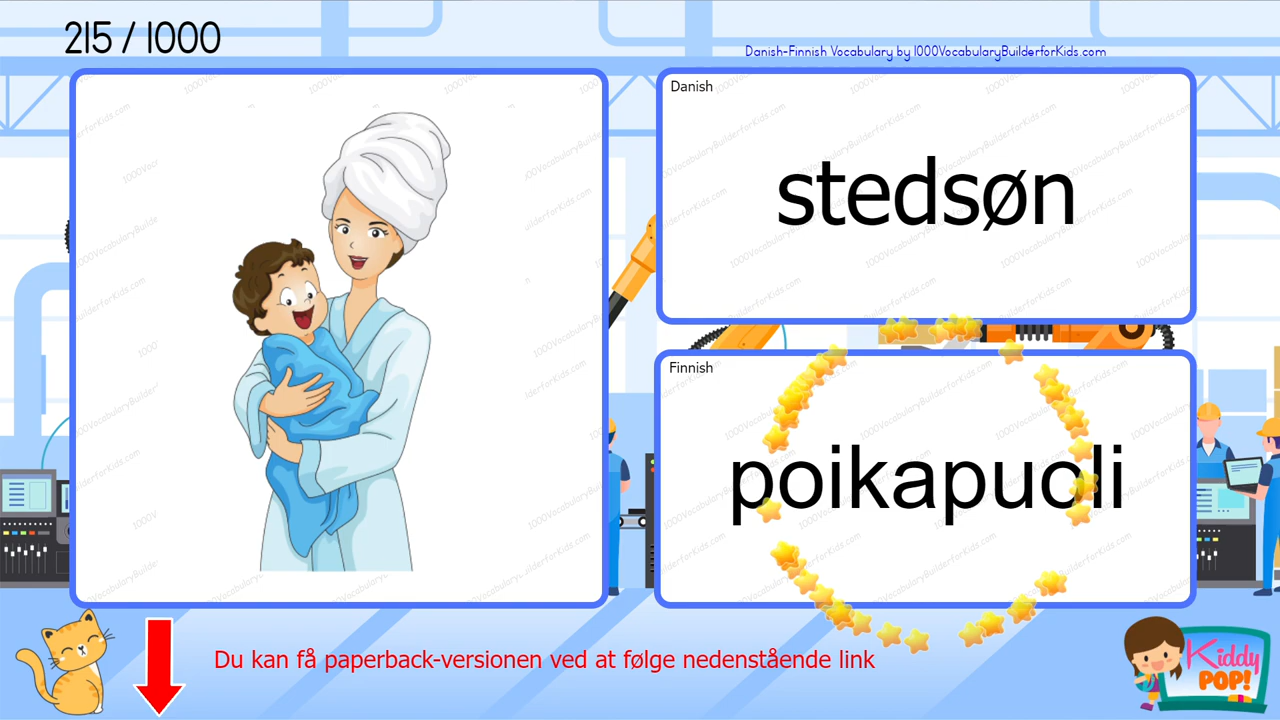 215 / 1000
Danish-Finnish Vocabulary by 1000VocabularyBuilderforKids.com
Danish
stedsøn
Finnish
poikapuoli
Du kan få paperback-versionen ved at følge nedenstående link
Kiddy
POP!